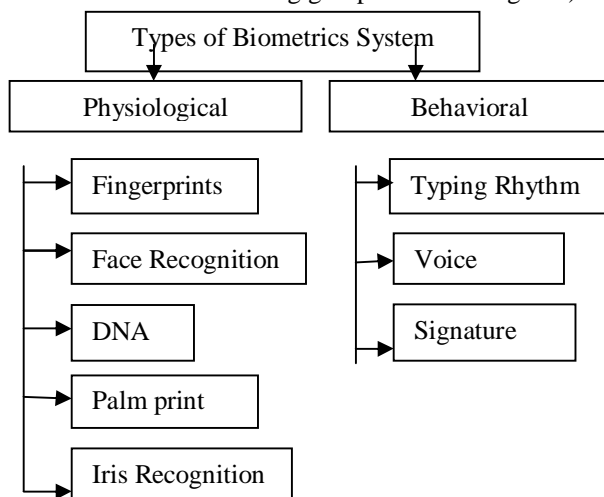 Types of Biometrics System
Physiological
Behavioral
Fingerprints
Face Recognition
DNA
Palm print
Iris Recognition
Typing Rhythm
Voice
Signature